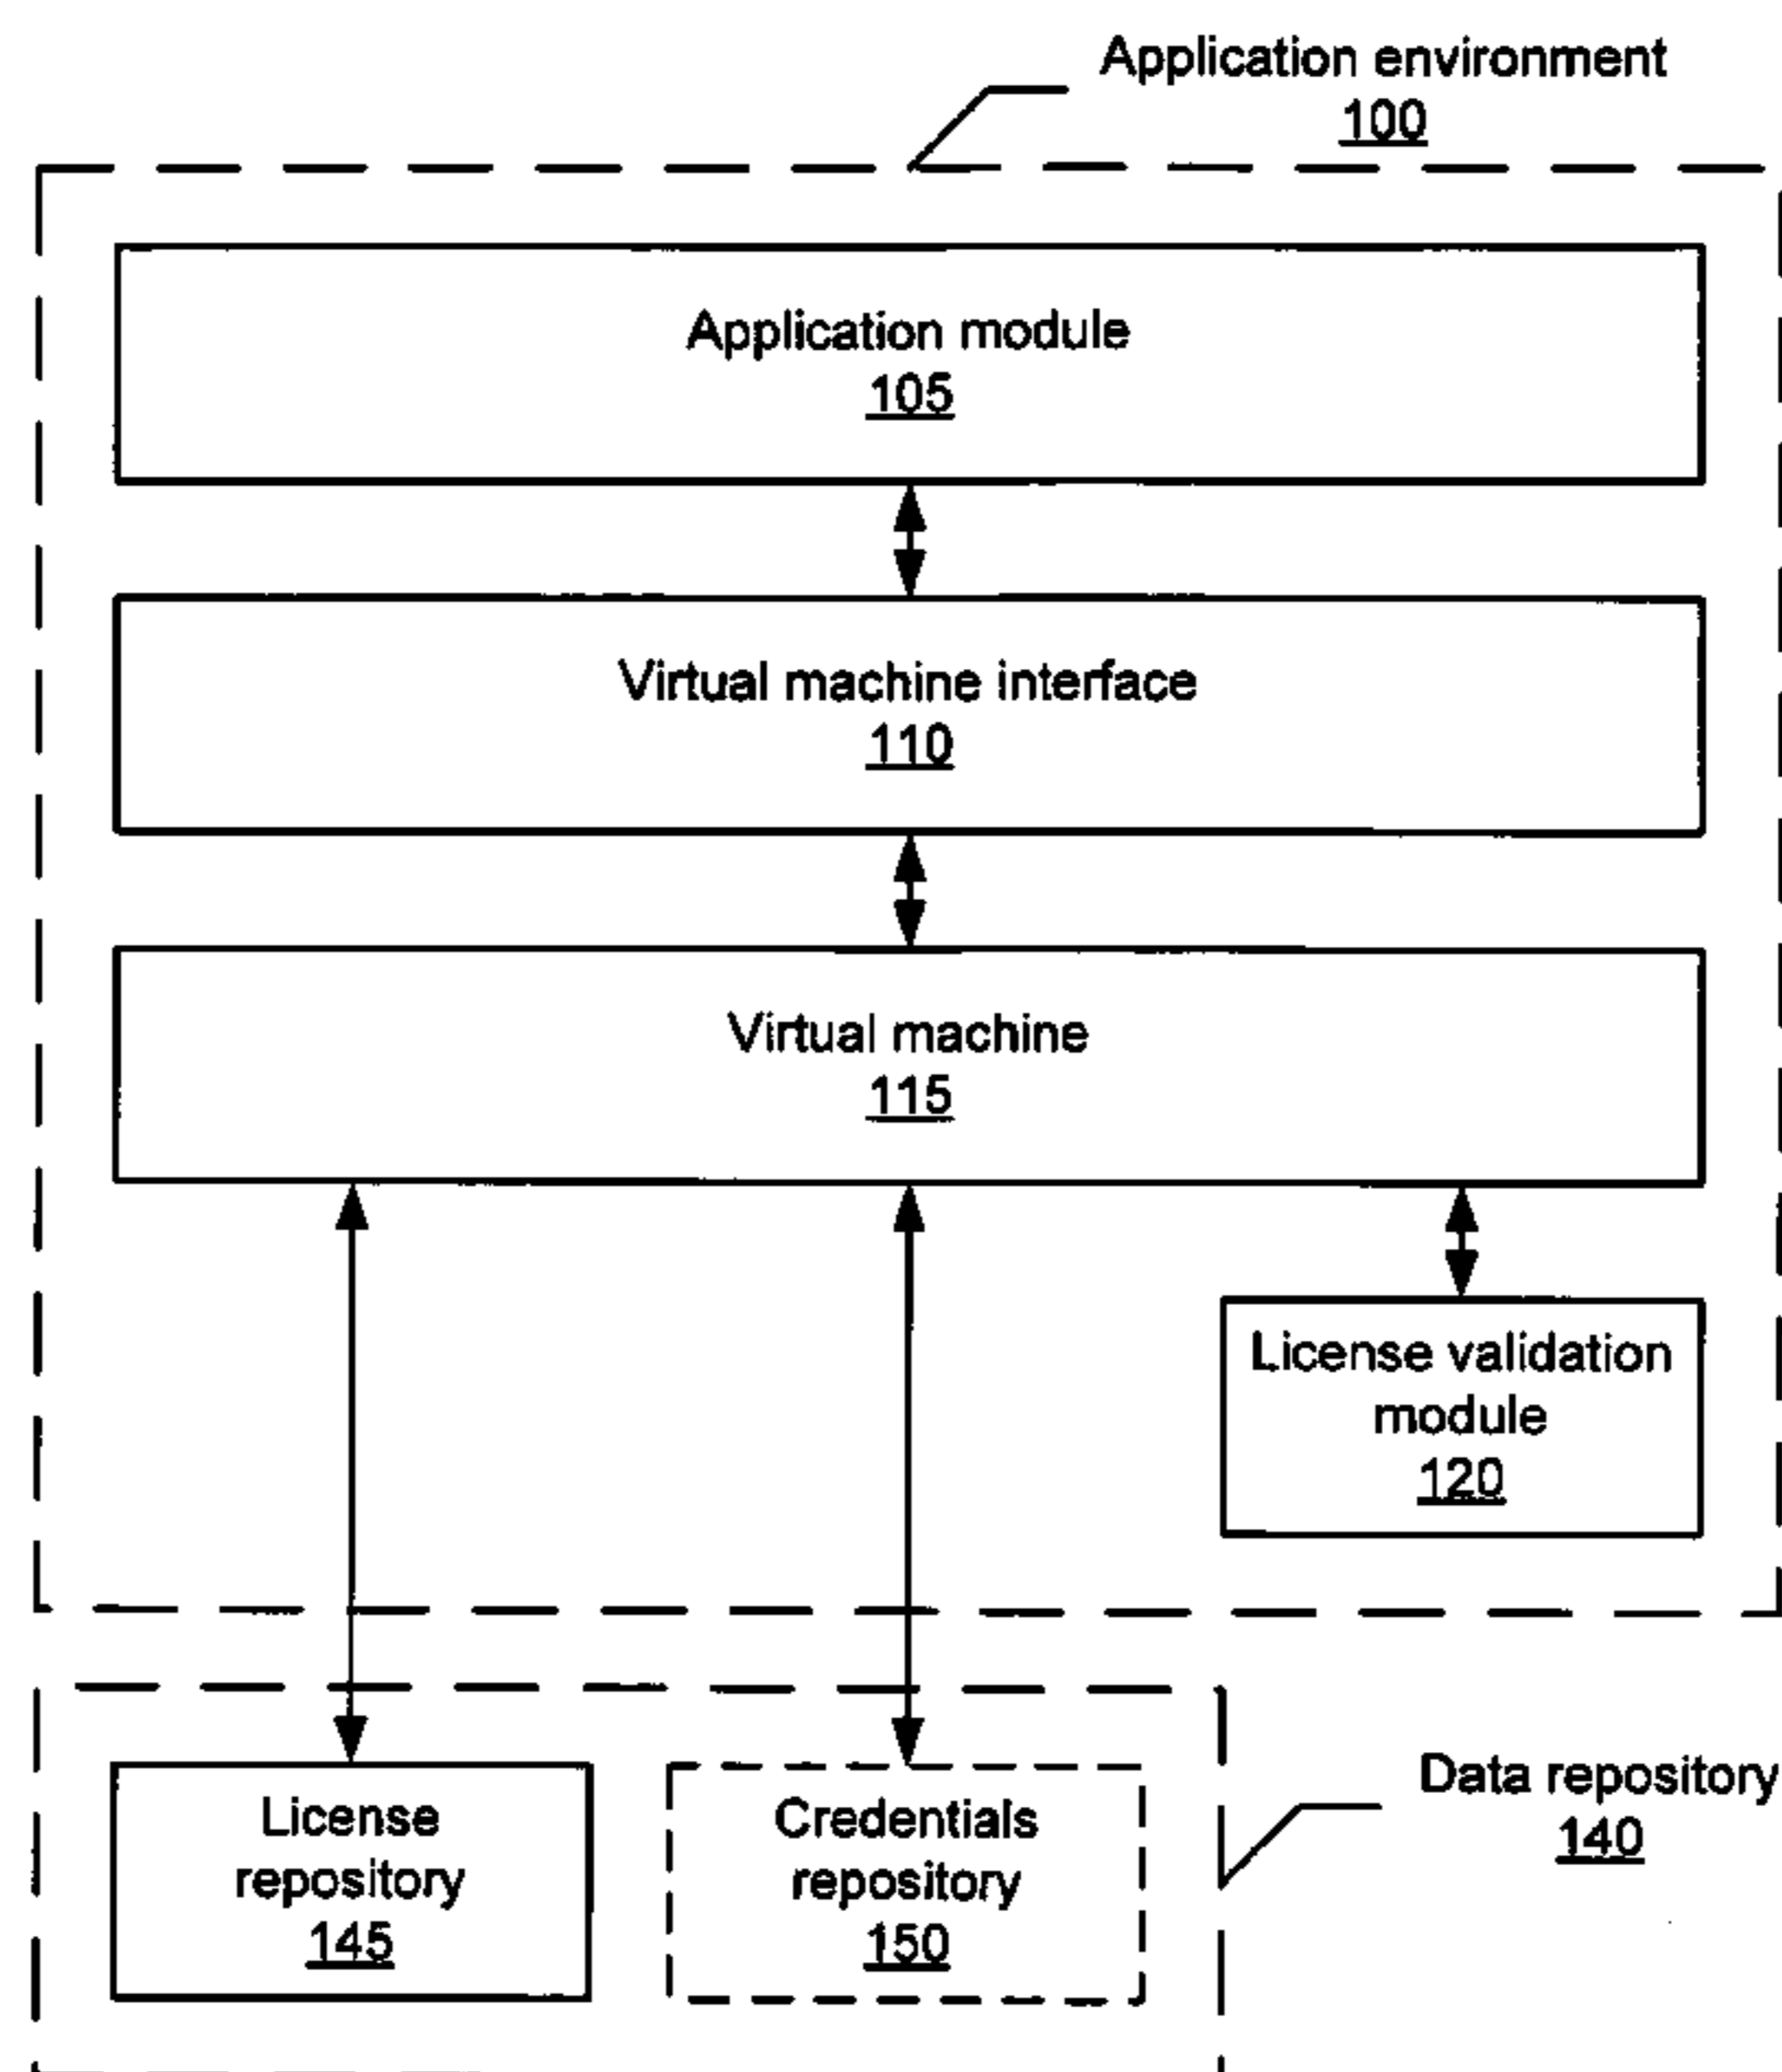 Application environment
100
Application module
105
Virtual machine interface
110
Virtual machine
115
License validation
module
120
Data repository
140
License
repository
145
Credentials
repository
150